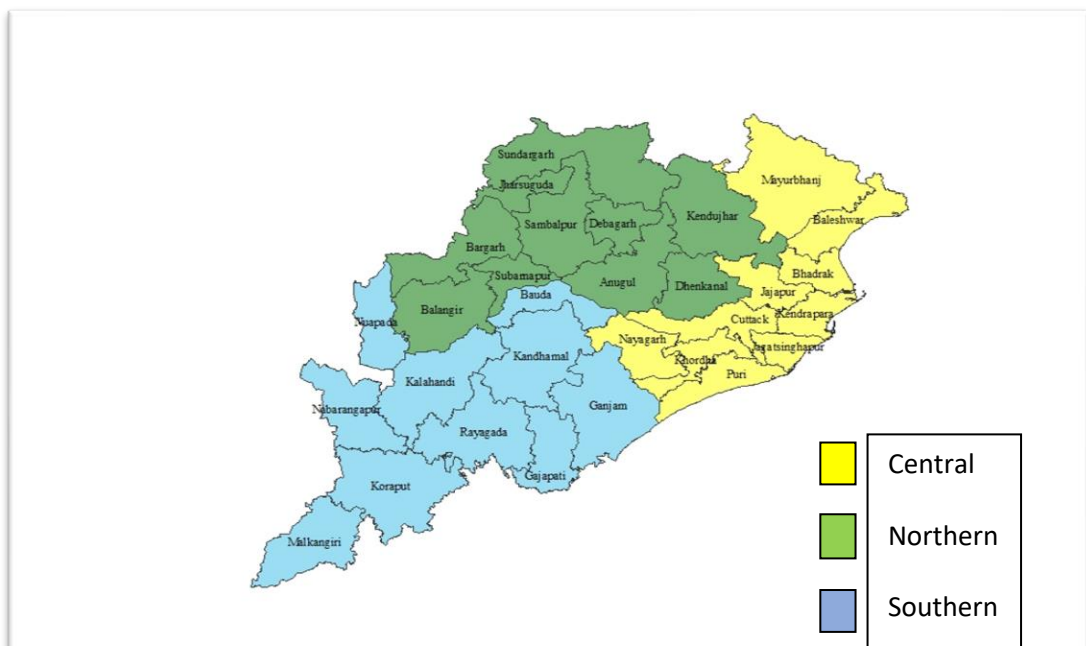 Sundargarh
Jharsuguda
Mayurbhanj
Kendujhar
Baleshwar
Sambalpur
Debagarh
Bargarh
Bhadrak
Subarnapur
Anugul
Dhenkanal
Jajapur
Bauda
Balangir
Kendrapara
Cuttack
Nuapada
Nayagarh
Jagatsinghapur
Kandhamal
Khordha
Puri
Kalahandi
Ganjam
Nabarangapur
Rayagada
Gajapati
Koraput
Malkangiri
Central
Northern
Southern